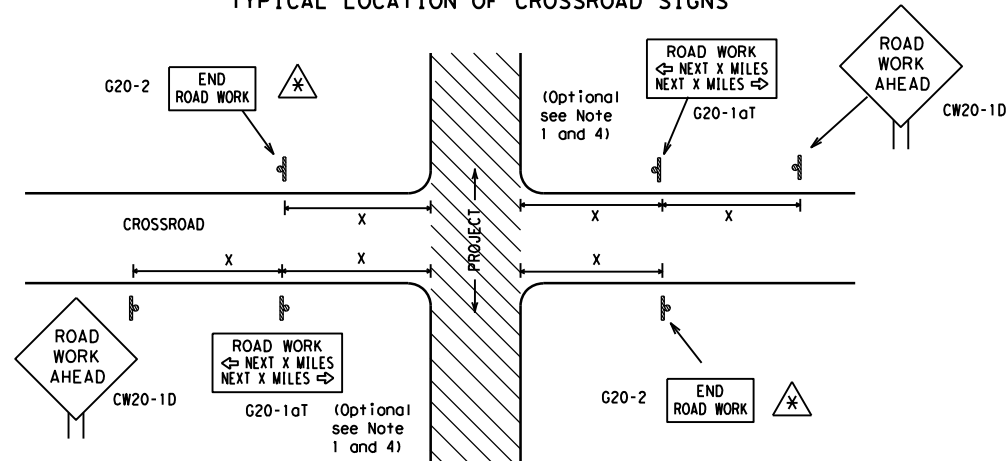 TYPICAL LOCATION OF CROSSROAD SIGNS
G20-2
END
ROAD WORK
*
(Optional
see Note
1 and 4)
ROAD WORK
⇦ NEXT X MILES
NEXT X MILES ⇨
G20-1aT
ROAD
WORK
AHEAD
CW20-1D
X
X
X
CROSSROAD
PROJECT
X
X
X
ROAD
WORK
AHEAD
CW20-1D
ROAD WORK
⇦ NEXT X MILES
NEXT X MILES ⇨
G20-1aT
(Optional
see Note
1 and 4)
G20-2
END
ROAD WORK
*